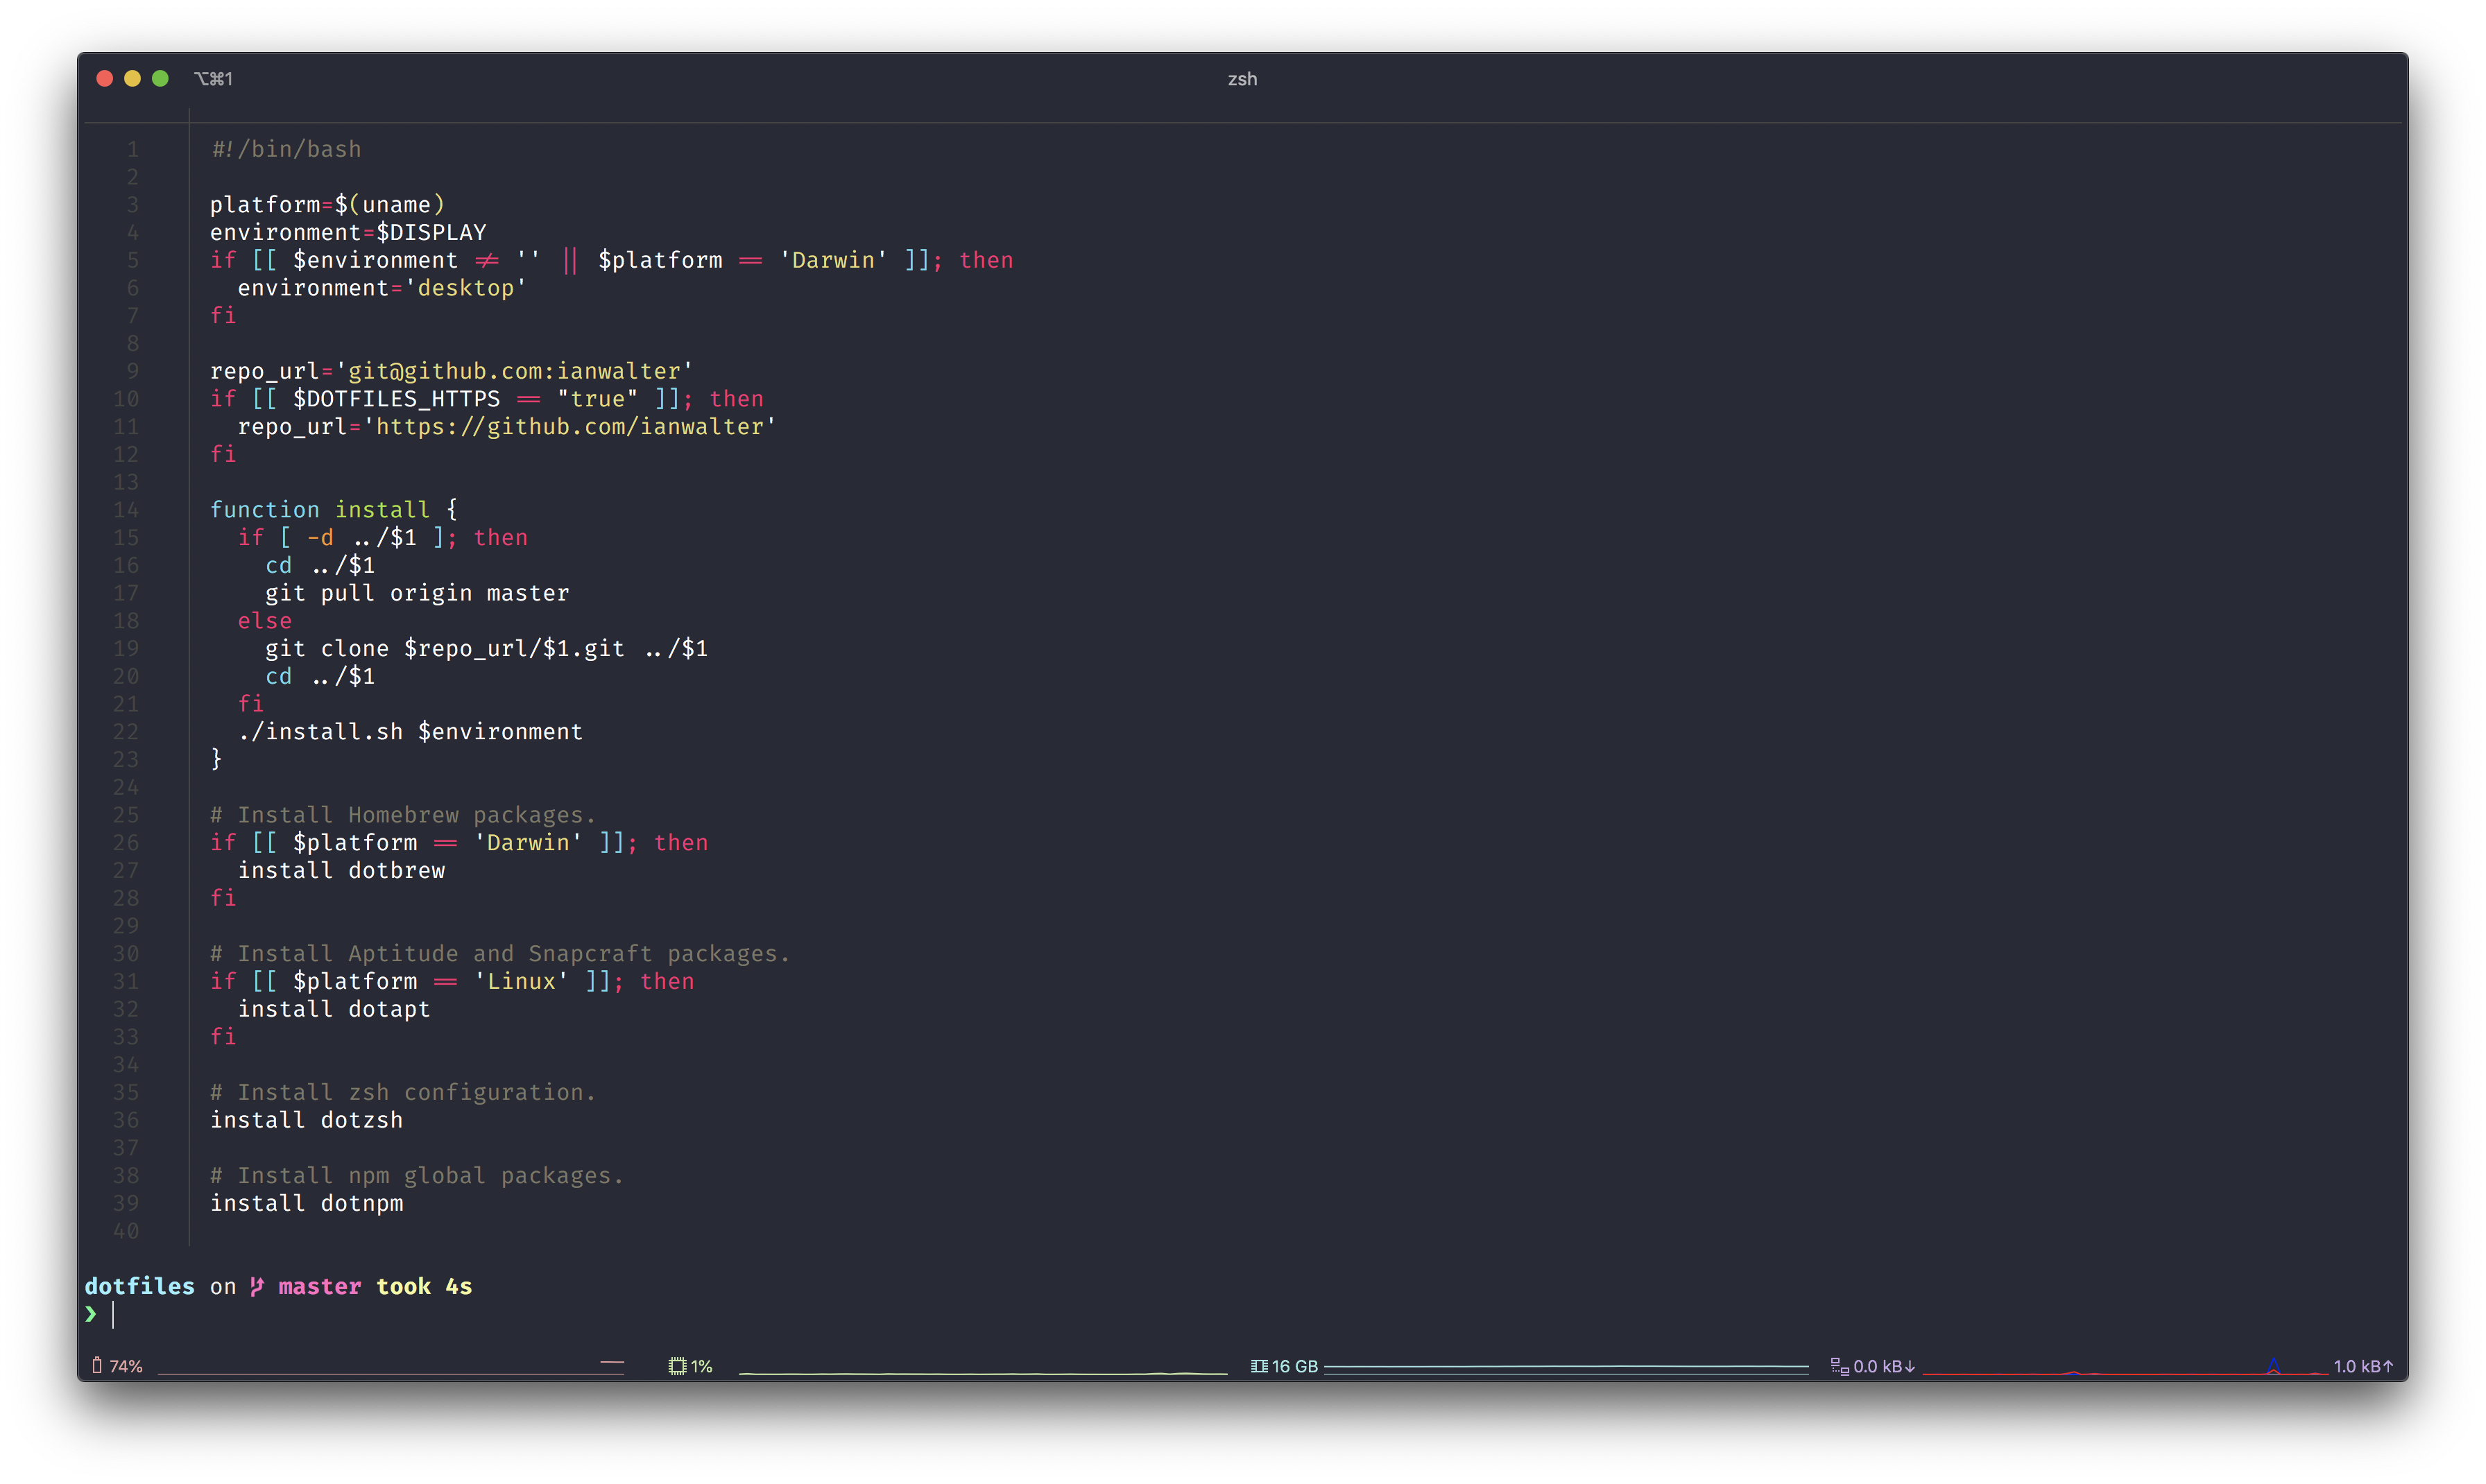 ⌥⌘1 zsh
1 #!/bin/bash
2
3 platform=$(uname)
4 environment=$DISPLAY
5 if [[ $environment != '' || $platform == 'Darwin' ]]; then
6   environment='desktop'
7 fi
8
9 repo_url='git@github.com:ianwalter'
10 if [[ $DOTFILES_HTTPS == "true" ]]; then
11   repo_url='https://github.com/ianwalter'
12 fi
13
14 function install {
15   if [ -d ../$1 ]; then
16     cd ../$1
17     git pull origin master
18   else
19     git clone $repo_url/$1.git ../$1
20     cd ../$1
21   fi
22   ./install.sh $environment
23 }
24
25 # Install Homebrew packages.
26 if [[ $platform == 'Darwin' ]]; then
27   install dotbrew
28 fi
29
30 # Install Aptitude and Snapcraft packages.
31 if [[ $platform == 'Linux' ]]; then
32   install dotapt
33 fi
34
35 # Install zsh configuration.
36 install dotzsh
37
38 # Install npm global packages.
39 install dotnpm
40
dotfiles on master took 4s
❯
74% 1% 16 GB 0.0 kB↓ 1.0 kB↑